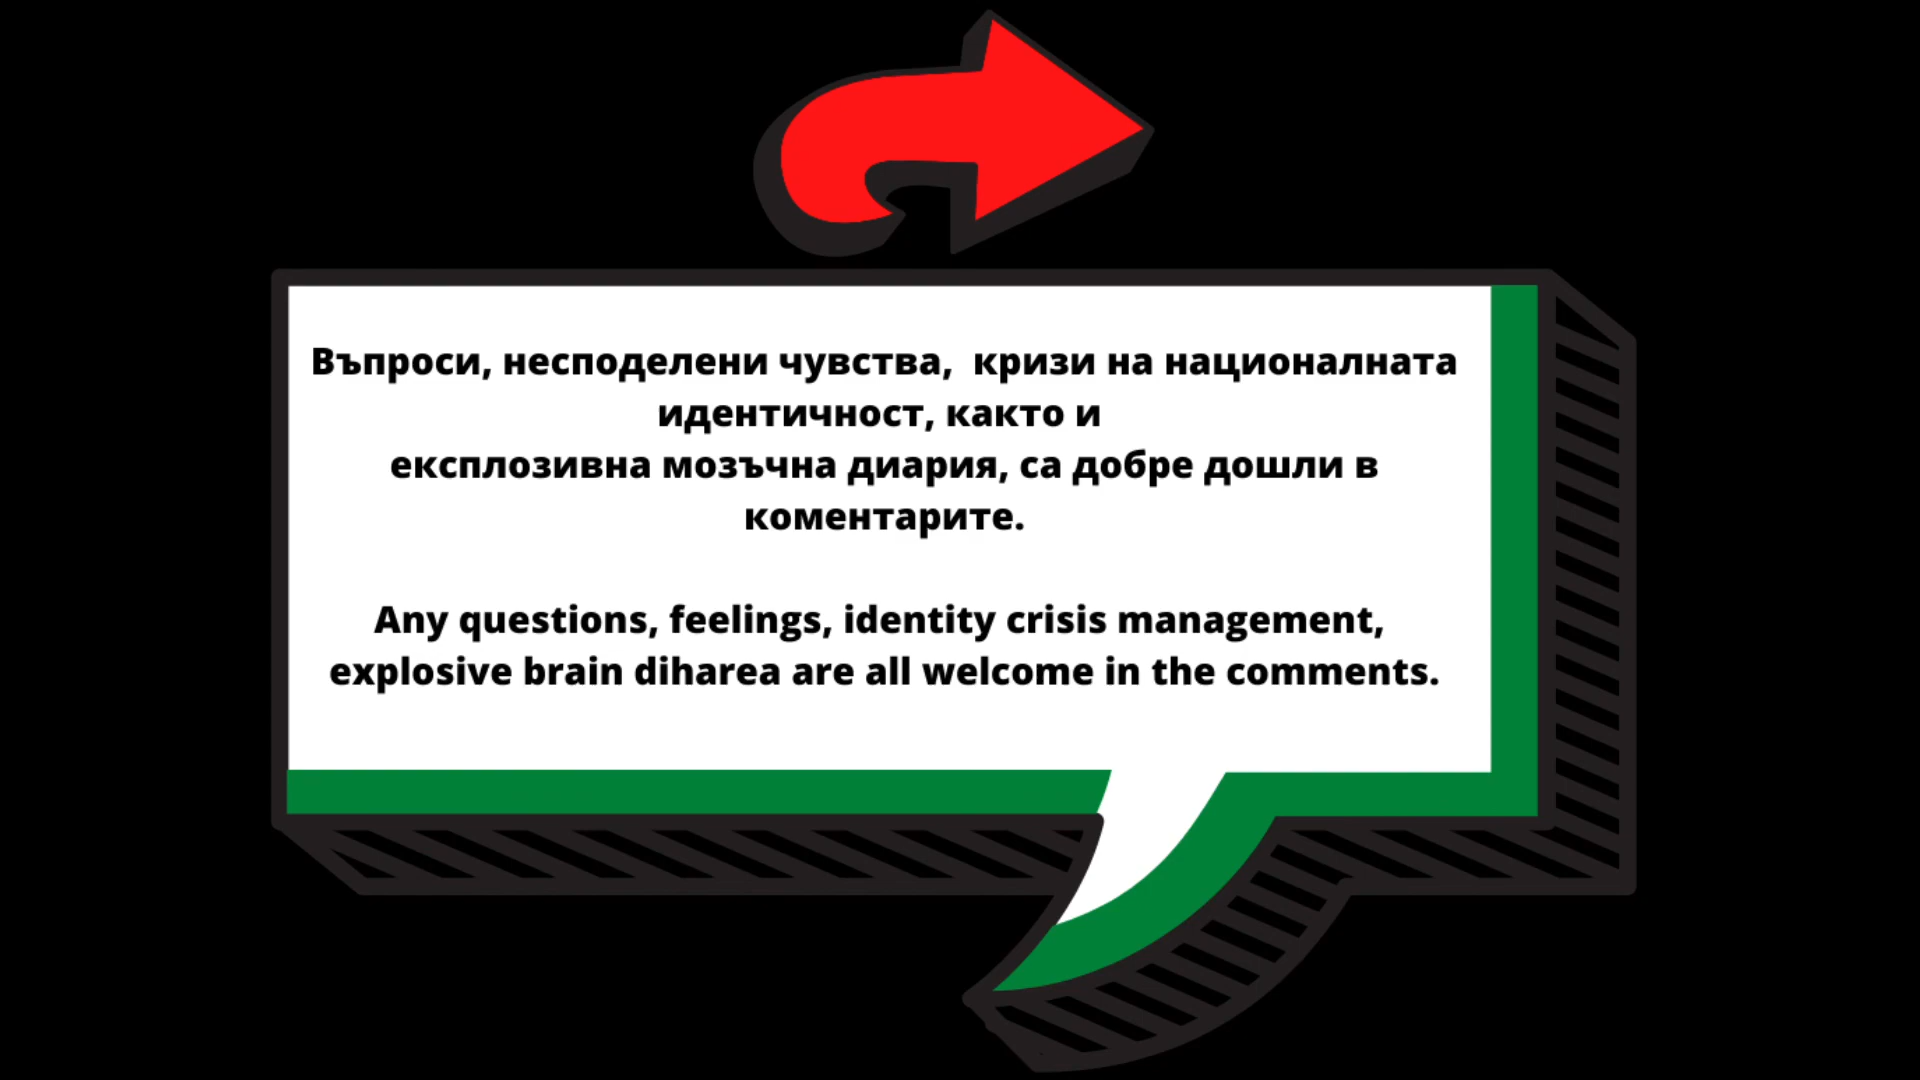 Въпроси, несподелени чувства,  кризи на националната
идентичност, както и
експлозивна мозъчна диария, са добре дошли в
коментарите.
Any questions, feelings, identity crisis management,
explosive brain diharea are all welcome in the comments.